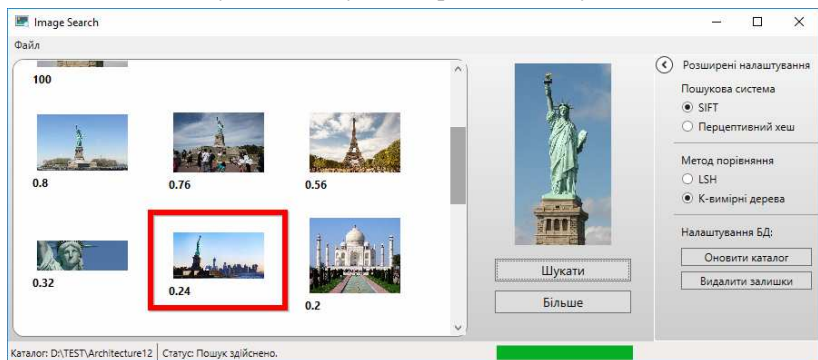 Image Search
Файл
100
0.8
0.76
0.56
0.32
0.24
0.2
Шукати
Більше
Розширені налаштування
Пошукова система
SIFT
Перцептивний хеш
Метод порівняння
LSH
К-вимірні дерева
Налаштування БД:
Оновити каталог
Видалити залишки
Каталог: D:\TEST\Architecture12
Статус: Пошук здійснено.